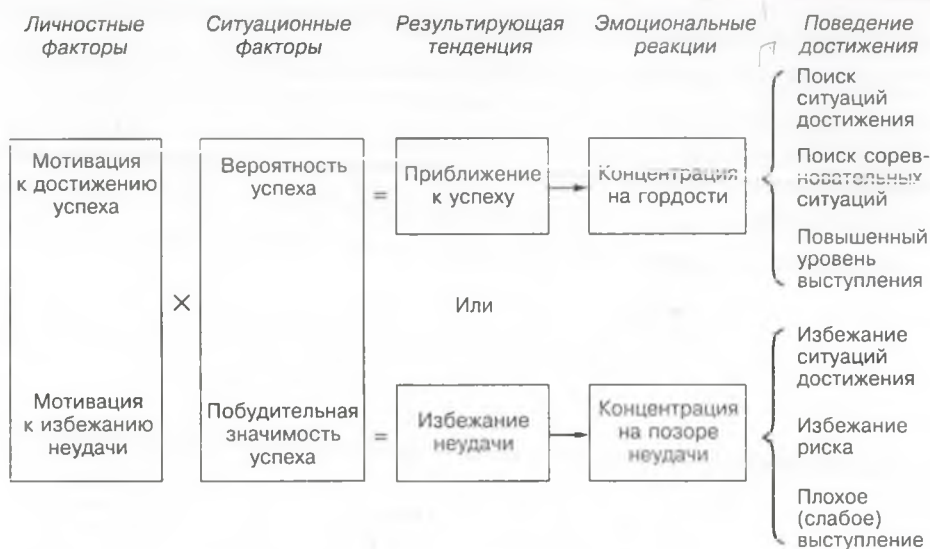 Личностные
факторы
Ситуационные
факторы
Результирующая
тенденция
Эмоциональные
реакции
Поведение
достижения
Мотивация
к достижению
успеха
Мотивация
к избежанию
неудачи
×
Вероятность
успеха
Побудительная
значимость
успеха
=
Приближение
к успеху
Концентрация
на гордости
Поиск
ситуаций
достижения
Поиск сорев-
новательных
ситуаций
Повышенный
уровень
выступления
Или
=
Избежание
неудачи
Концентрация
на позоре
неудачи
Избежание
ситуаций
достижения
Избежание
риска
Плохое
(слабое)
выступление